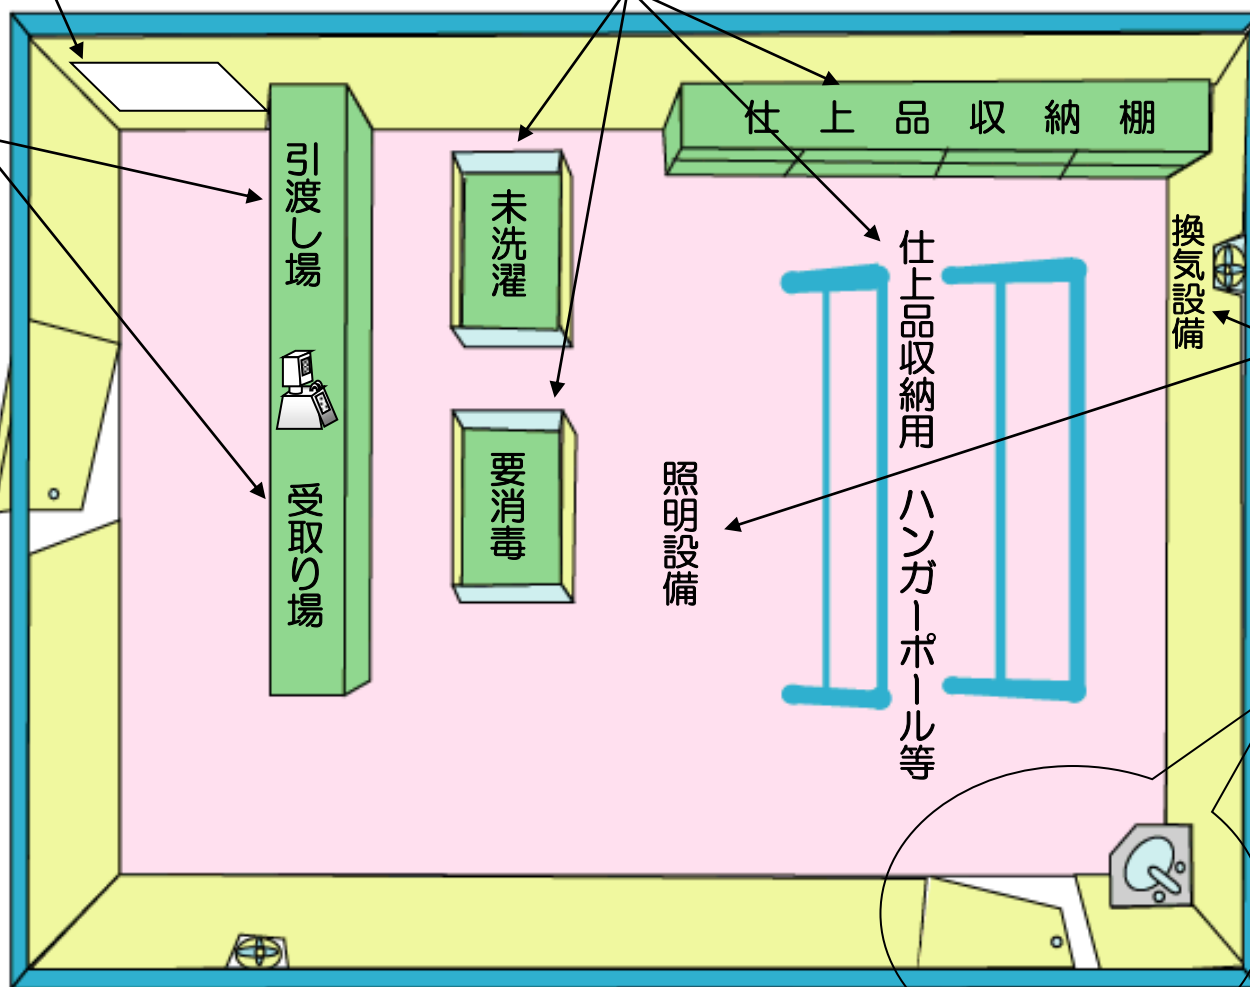 仕上品収納棚
引渡し場
受取り場
未洗濯
要消毒
照明設備
仕上品収納用 ハンガーポール等
換気設備